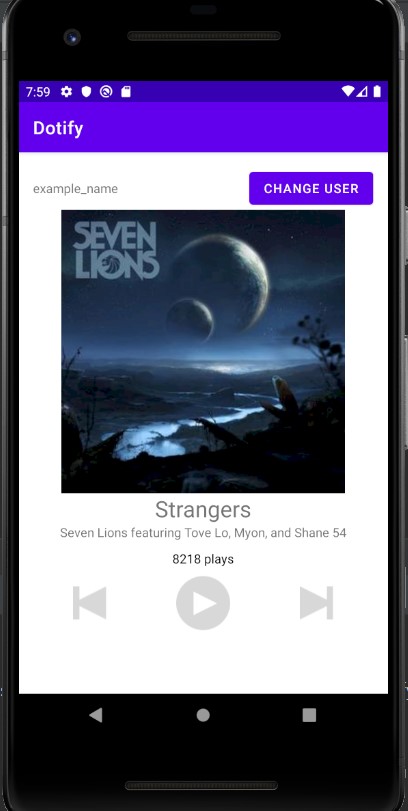 7:59
Dotify
example_name
CHANGE USER
SEVEN
LIONS
Strangers
Seven Lions featuring Tove Lo, Myon, and Shane 54
8218 plays